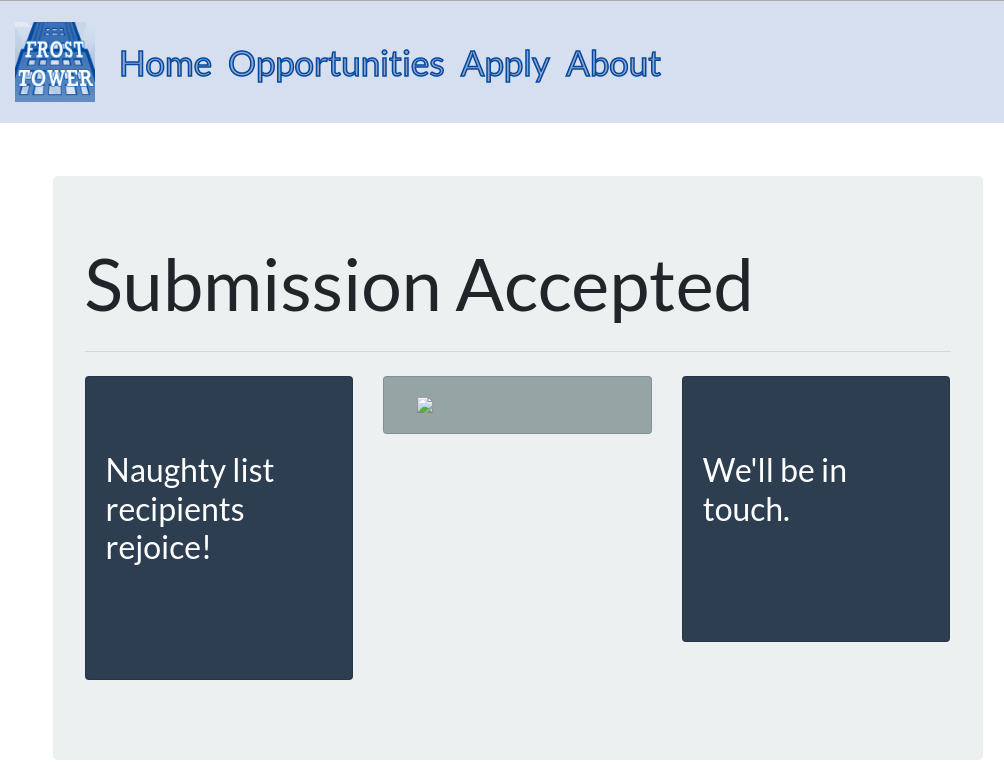 FROST
TOWER
Home Opportunities Apply About
Submission Accepted
Naughty list
recipients
rejoice!
We'll be in
touch.